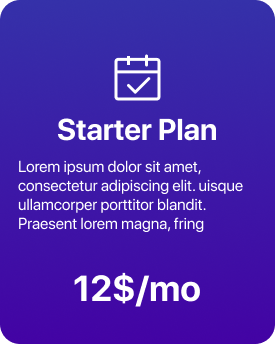 Starter Plan
Lorem ipsum dolor sit amet,
consectetur adipiscing elit. uisque
ullamcorper porttitor blandit.
Praesent lorem magna, fring
12$/mo